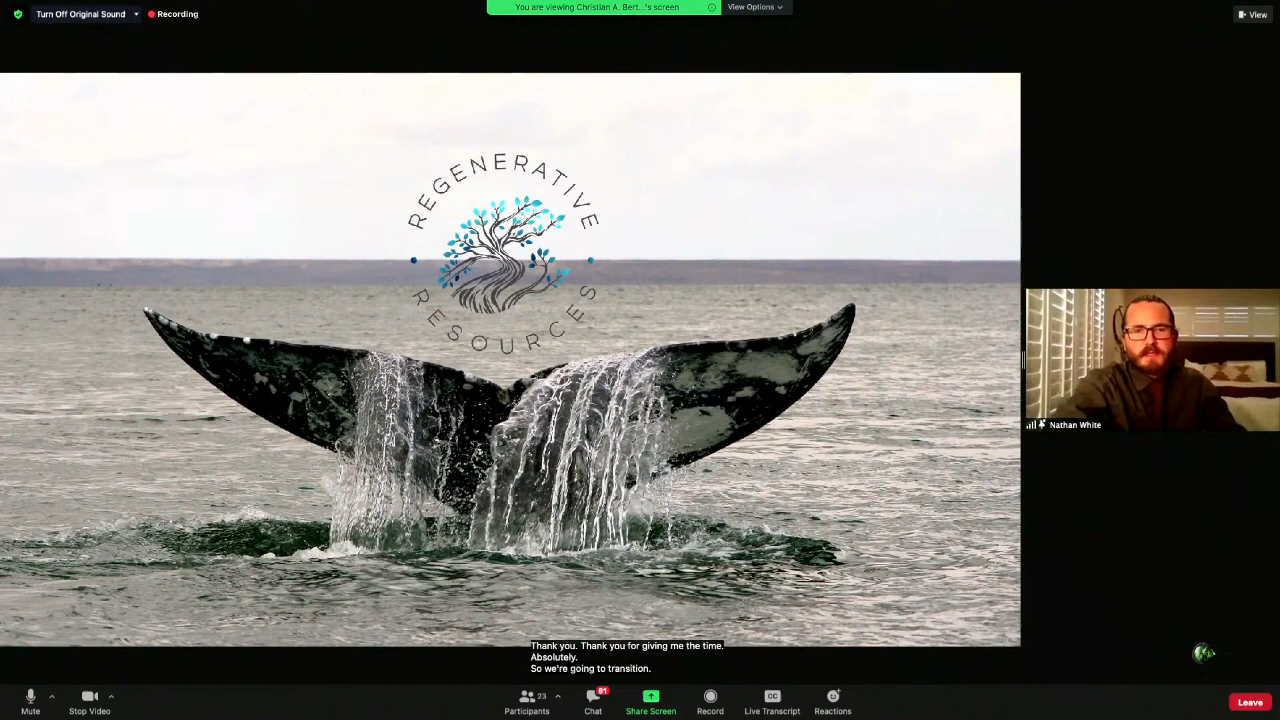 Turn Off Original Sound
Recording
You are viewing Christian A. Bert...'s screen
View Options
View
REGENERATIVE
RESOURCES
Nathan White
Thank you. Thank you for giving me the time.
Absolutely.
So we're going to transition.
Mute
Stop Video
23
Participants
81
Chat
Share Screen
Record
CC
Live Transcript
Reactions
Leave